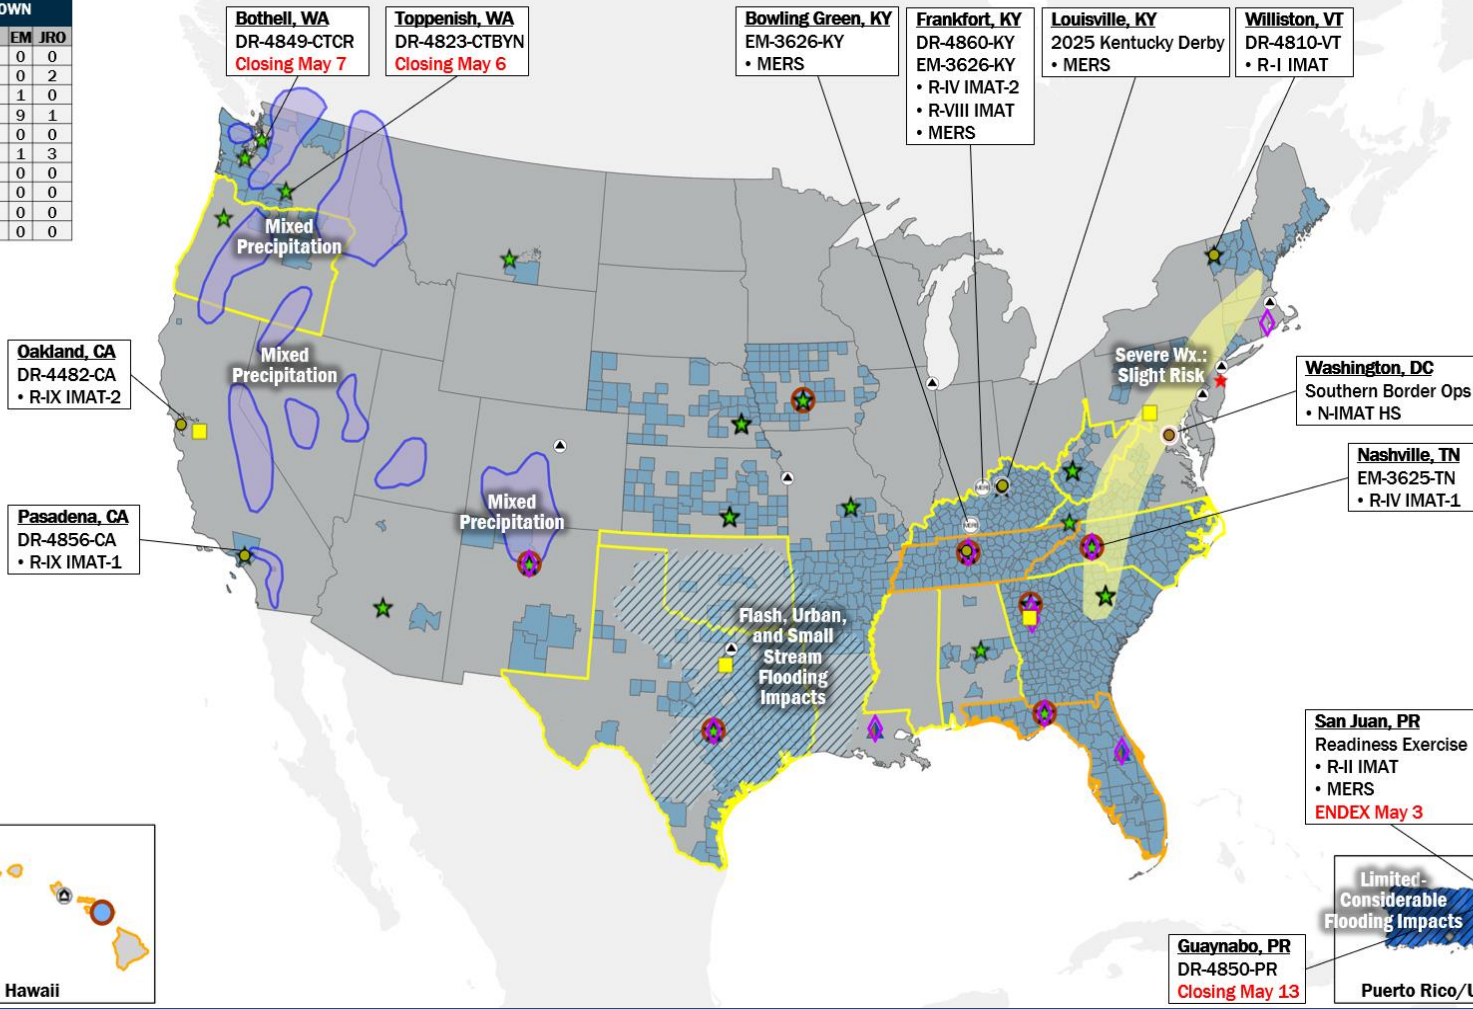 OWN
EM JRO
0 0
0 2
1 0
9 1
0 0
1 3
0 0
0 0
0 0
0 0
Bothell, WA
DR-4849-CTCR
Closing May 7
Toppenish, WA
DR-4823-CTBYN
Closing May 6
Bowling Green, KY
EM-3626-KY
• MERS
Frankfort, KY
DR-4860-KY
EM-3626-KY
• R-IV IMAT-2
• R-VIII IMAT
• MERS
Louisville, KY
2025 Kentucky Derby
• MERS
Williston, VT
DR-4810-VT
• R-I IMAT
Mixed
Precipitation
Oakland, CA
DR-4482-CA
• R-IX IMAT-2
Mixed
Precipitation
Severe Wx.:
Slight Risk
Washington, DC
Southern Border Ops
• N-IMAT HS
Nashville, TN
EM-3625-TN
• R-IV IMAT-1
Pasadena, CA
DR-4856-CA
• R-IX IMAT-1
Mixed
Precipitation
MERS
MERS
Flash, Urban,
and Small
Stream
Flooding
Impacts
San Juan, PR
Readiness Exercise
• R-II IMAT
• MERS
ENDEX May 3
Limited-
Considerable
Flooding Impacts
Guaynabo, PR
DR-4850-PR
Closing May 13
Hawaii
Puerto Rico/U